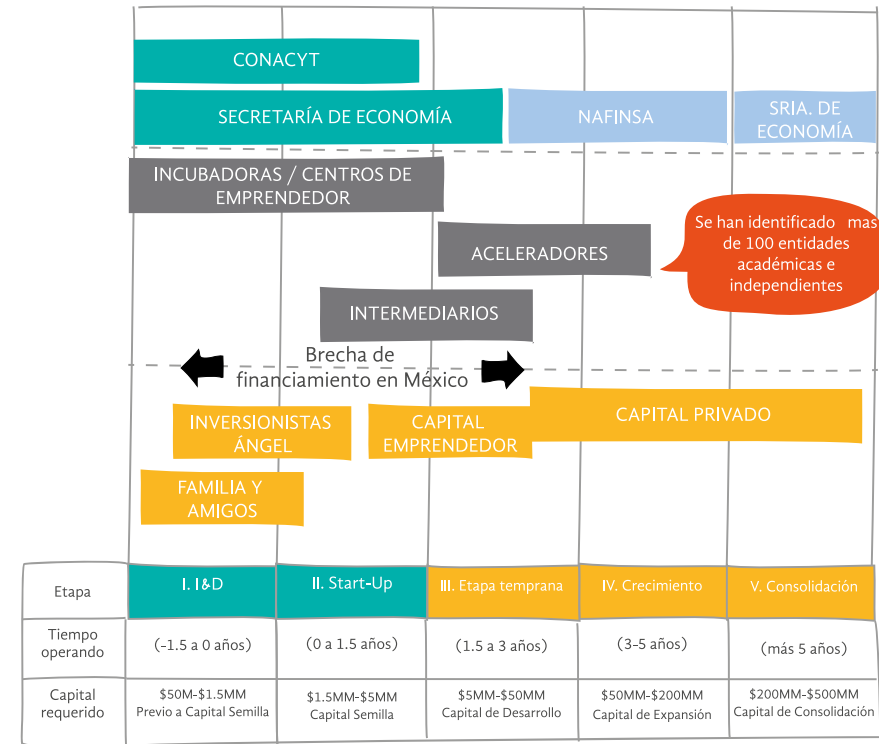 CONACYT
SECRETARÍA DE ECONOMÍA
NAFINSA
SRIA. DE
ECONOMÍA
INCUBADORAS / CENTROS DE
EMPRENDEDOR
ACELERADORES
Se han identificado mas
de 100 entidades
académicas e
independientes
INTERMEDIARIOS
Brecha de
financiamiento en México
INVERSIONISTAS
ÁNGEL
CAPITAL
EMPRENDEDOR
CAPITAL PRIVADO
FAMILIA Y
AMIGOS
Etapa
I. I&D
II. Start-Up
III. Etapa temprana
IV. Crecimiento
V. Consolidación
Tiempo
operando
(-1.5 a 0 años)
(0 a 1.5 años)
(1.5 a 3 años)
(3-5 años)
(más 5 años)
Capital
requerido
$50M-$1.5MM
Previo a Capital Semilla
$1.5MM-$5MM
Capital Semilla
$5MM-$50MM
Capital de Desarrollo
$50MM-$200MM
Capital de Expansión
$200MM-$500MM
Capital de Consolidación